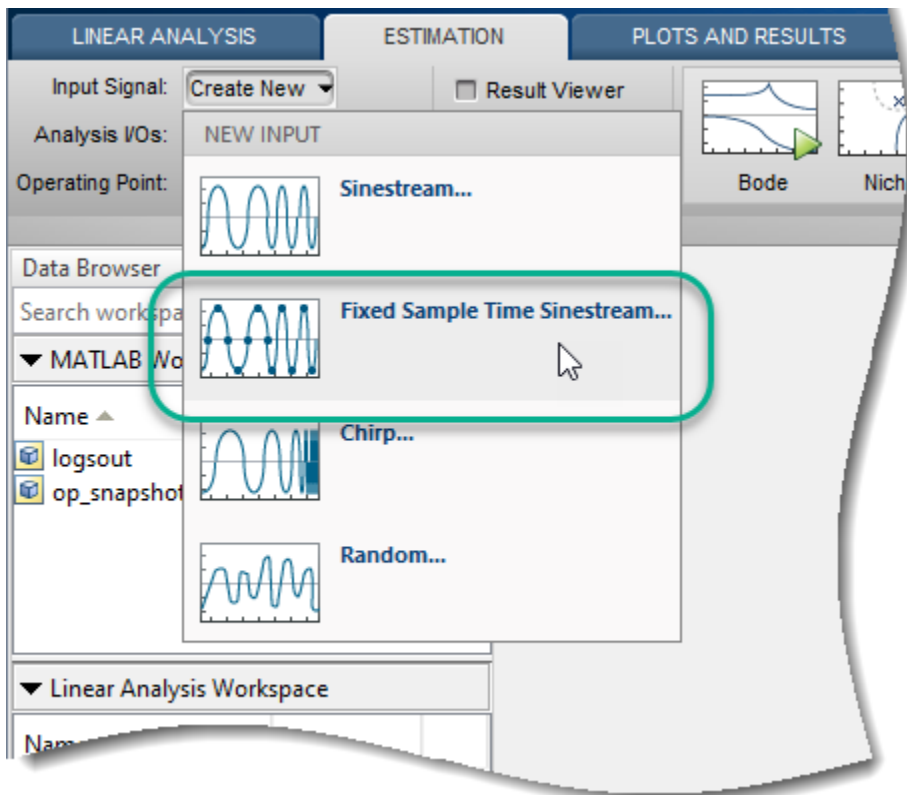 LINEAR ANALYSIS ESTIMATION PLOTS AND RESULTS
Input Signal: Create New Result Viewer
Analysis I/Os: NEW INPUT
Operating Point:
Sinestream...
Bode
Data Browser
Fixed Sample Time Sinestream...
Search
MATLAB
Name
Chirp...
logsout
op_snapshot
Random...
Linear Analysis Workspace